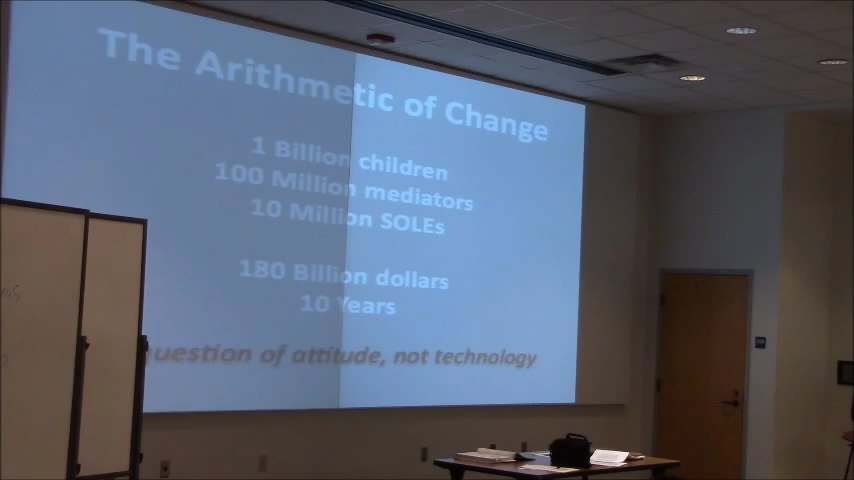 The Arithmetic of Change
1 Billion children
100 Million mediators
10 Million SOLEs
180 Billion dollars
10 Years
question of attitude, not technology